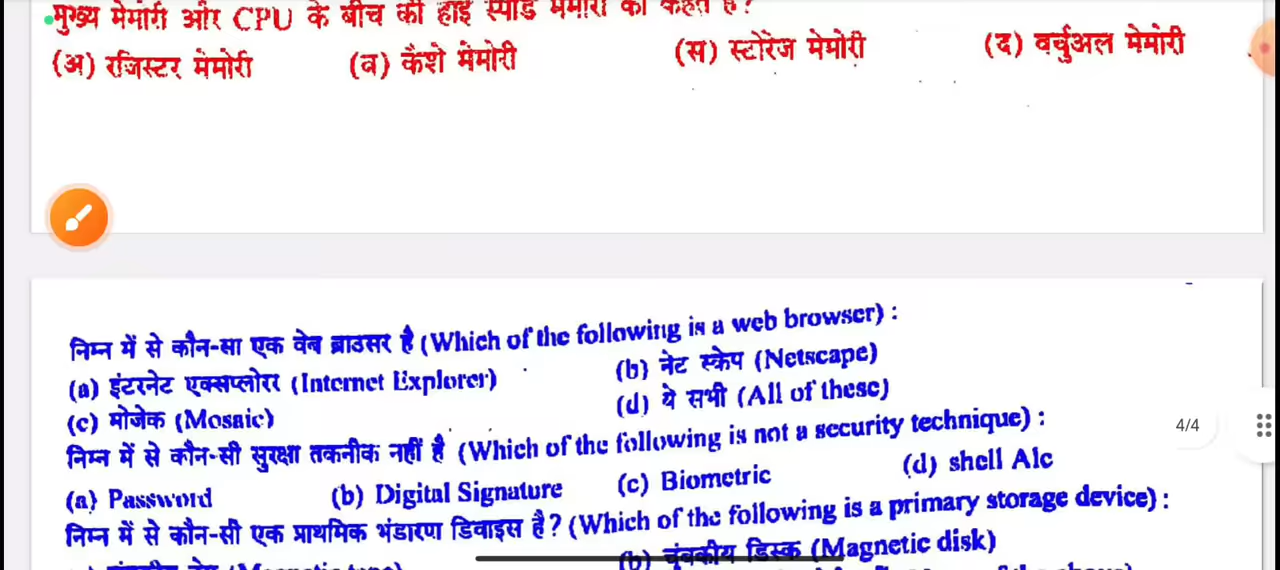 मुख्य मेमोरी और CPU के बीच की हाई स्पीड मेमोरी को कहते हैं?
(अ) रजिस्टर मेमोरी (ब) कैशे मेमोरी (स) स्टोरेज मेमोरी (द) वर्चुअल मेमोरी
निम्न में से कौन-सा एक वेब ब्राउसर है (Which of the following is a web browser) :
(a) इंटरनेट एक्सप्लोरर (Internet Explorer) (b) नेट स्केप (Netscape)
(c) मोजेक (Mosaic) (d) ये सभी (All of these)
4/4
निम्न में से कौन-सी सुरक्षा तकनीक नहीं है (Which of the following is not a security technique) :
(a) Password (b) Digital Signature (c) Biometric (d) shell Alc
निम्न में से कौन-सी एक प्राथमिक भंडारण डिवाइस है? (Which of the following is a primary storage device) :
(b) चुंबकीय डिस्क (Magnetic disk)